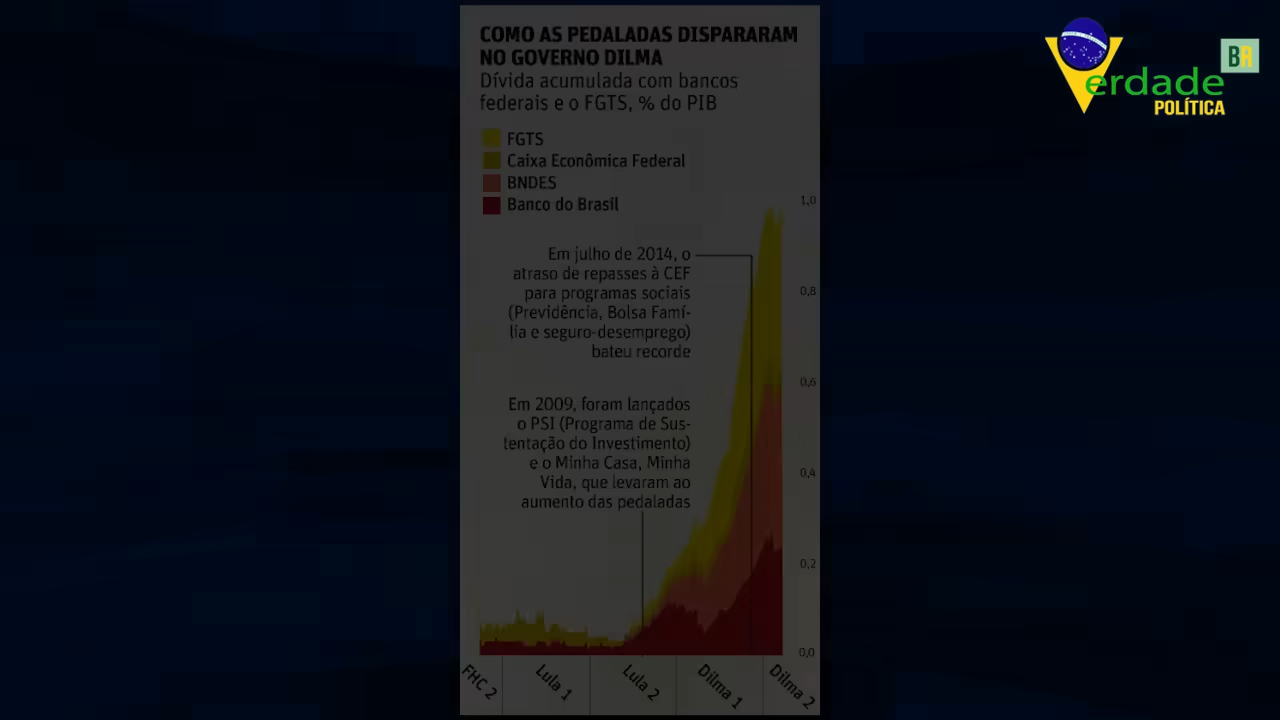 COMO AS PEDALADAS DISPARARAM
NO GOVERNO DILMA
Dívida acumulada com bancos
federais e o FGTS, % do PIB
FGTS
Caixa Econômica Federal
BNDES
Banco do Brasil
Em julho de 2014, o
atraso de repasses à CEF
para programas sociais
(Previdência, Bolsa Famí-
lia e seguro-desemprego)
bateu recorde
Em 2009, foram lançados
o PSI (Programa de Sus-
tentação do Investimento)
e o Minha Casa, Minha
Vida, que levaram ao
aumento das pedaladas
1,0
0,8
0,6
0,4
0,2
0,0
FHC 2
Lula 1
Lula 2
Dilma 1
Dilma 2
Verdade
POLÍTICA
BR